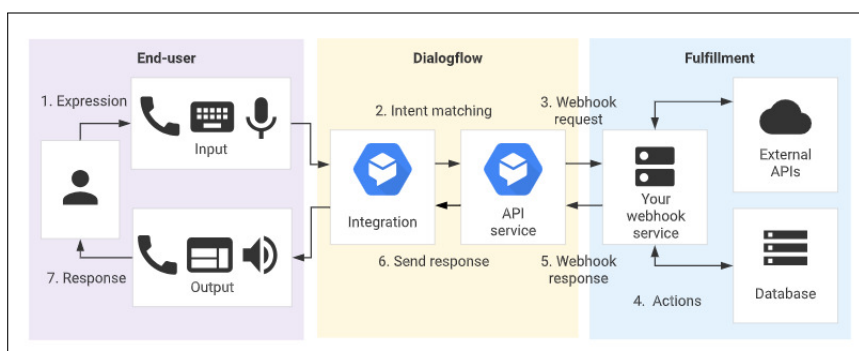 End-user
Dialogflow
Fulfillment
1. Expression
Input
2. Intent matching
3. Webhook
request
External
APIs
Integration
API
service
Your
webhook
service
7. Response
Output
6. Send response
5. Webhook
response
4. Actions
Database